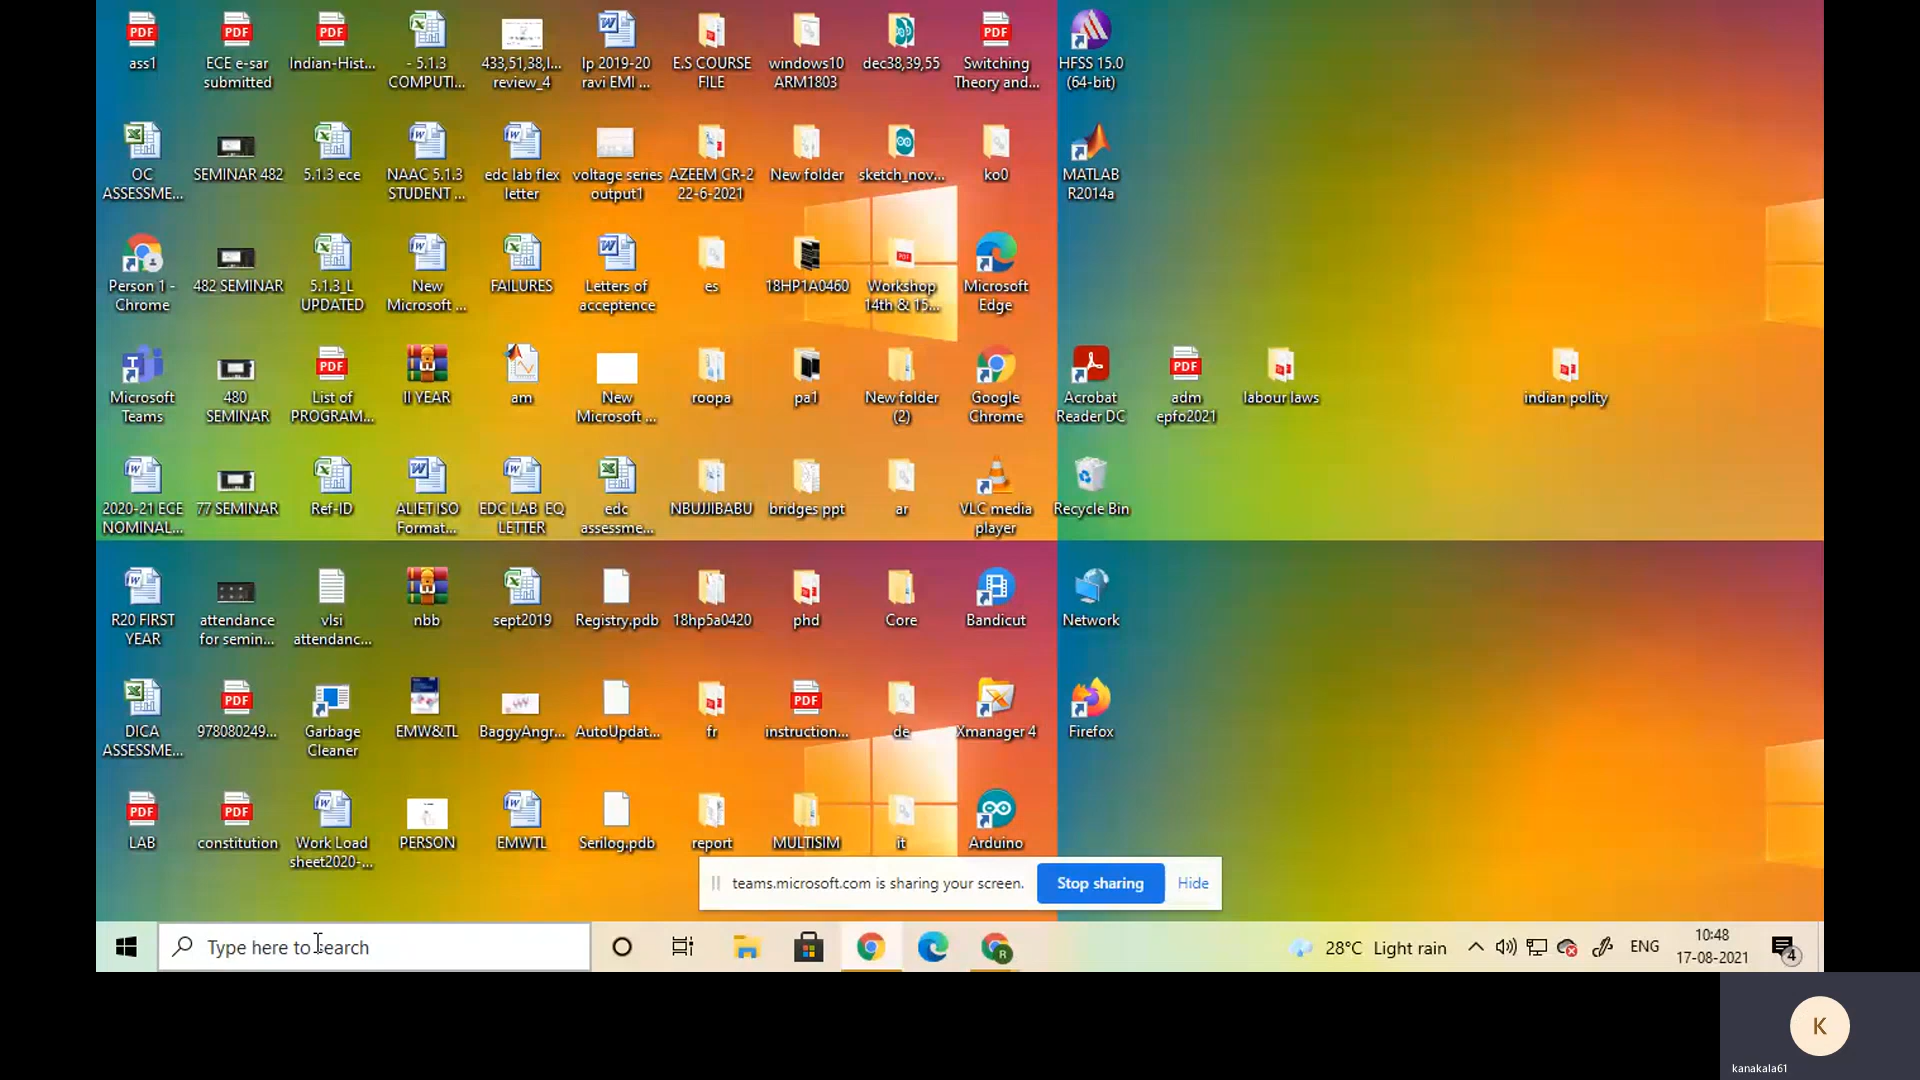 ass1
ECE e-sar
submitted
Indian-Hist...
- 5.1.3
COMPUTI...
433,51,38,I...
review_4
lp 2019-20
ravi EMI ...
E.S COURSE
FILE
windows10
ARM1803
dec38,39,55
Switching
Theory and...
HFSS 15.0
(64-bit)
OC
ASSESSME...
SEMINAR 482
5.1.3 ece
NAAC 5.1.3
STUDENT ...
edc lab flex
letter
voltage series
output1
AZEEM CR-2
22-6-2021
New folder
sketch_nov...
ko0
MATLAB
R2014a
Person 1 -
Chrome
482 SEMINAR
5.1.3_L
UPDATED
New
Microsoft ...
FAILURES
Letters of
acceptence
es
18HP1A0460
Workshop
14th & 15...
Microsoft
Edge
Microsoft
Teams
480
SEMINAR
List of
PROGRAM...
II YEAR
am
New
Microsoft ...
roopa
pa1
New folder
(2)
Google
Chrome
Acrobat
Reader DC
adm
epfo2021
labour laws
indian polity
2020-21 ECE
NOMINAL...
77 SEMINAR
Ref-ID
ALIET ISO
Format...
EDC LAB EQ
LETTER
edc
assessme...
NBUJJIBABU
bridges ppt
ar
VLC media
player
Recycle Bin
R20 FIRST
YEAR
attendance
for semin...
vlsi
attendanc...
nbb
sept2019
Registry.pdb
18hp5a0420
phd
Core
Bandicut
Network
DICA
ASSESSME...
978080249...
Garbage
Cleaner
EMW&TL
BaggyAngr...
AutoUpdat...
fr
instruction...
de
Xmanager 4
Firefox
LAB
constitution
Work Load
sheet2020-...
PERSON
EMWTL
Serilog.pdb
report
MULTISIM
it
Arduino
teams.microsoft.com is sharing your screen.
Stop sharing
Hide
Type here to search
28°C Light rain
ENG
10:48
17-08-2021
4
K
kanakala61